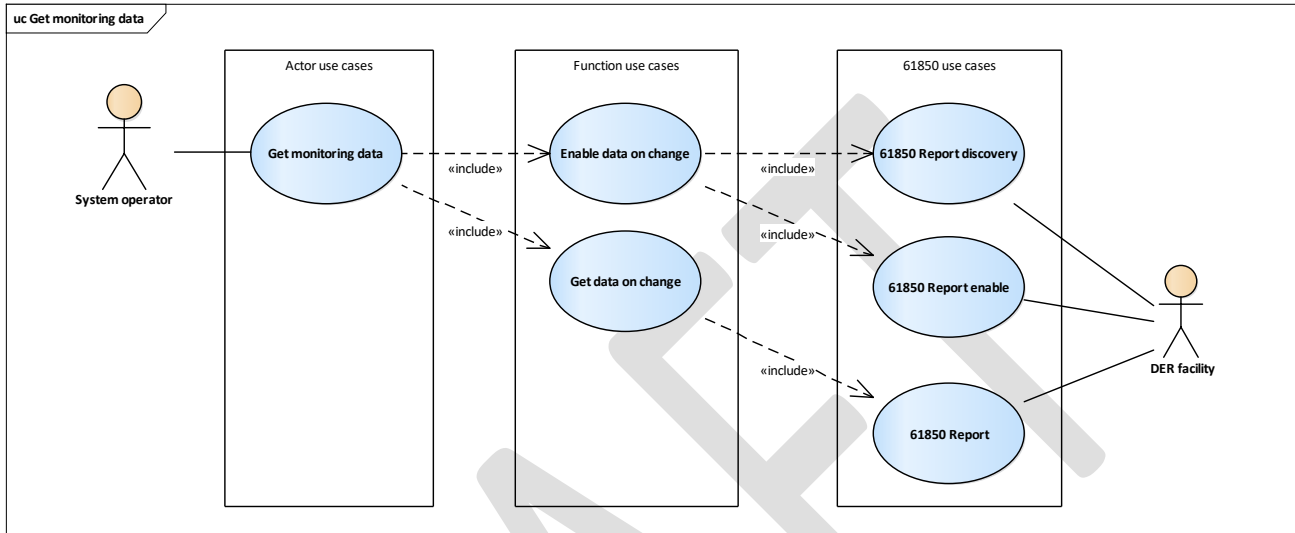 uc Get monitoring data
Actor use cases
Function use cases
61850 use cases
System operator
Get monitoring data
«include»
«include»
Enable data on change
Get data on change
«include»
«include»
«include»
61850 Report discovery
61850 Report enable
61850 Report
DER facility